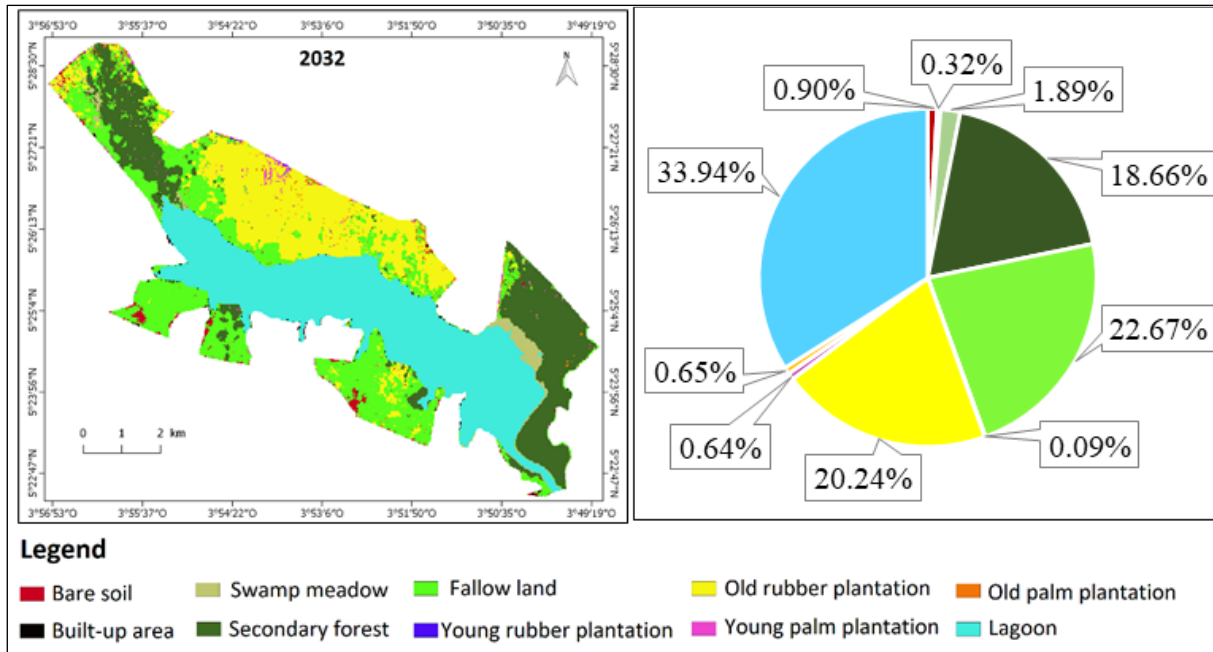 3°56'53"O 3°55'37"O 3°54'22"O 3°53'6"O 3°51'50"O 3°50'35"O 3°49'19"O
2032
N
5°28'30"N 5°28'30"N
5°27'21"N 5°27'21"N
5°26'13"N 5°26'13"N
5°25'4"N 5°25'4"N
5°23'56"N 5°23'56"N
5°22'47"N 5°22'47"N
0 1 2 km
3°56'53"O 3°55'37"O 3°54'22"O 3°53'6"O 3°51'50"O 3°50'35"O 3°49'19"O
0.90%
0.32%
1.89%
18.66%
22.67%
0.09%
20.24%
0.64%
0.65%
33.94%
Legend
Bare soil Swamp meadow Fallow land Old rubber plantation Old palm plantation
Built-up area Secondary forest Young rubber plantation Young palm plantation Lagoon